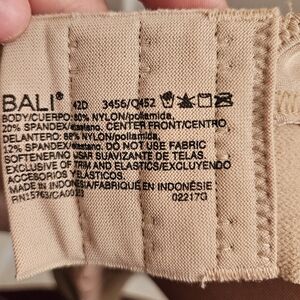 BALI® 42D 3456/Q452
BODY/CUERPO: 80% NYLON/poliamida,
20% SPANDEX/elastano. CENTER FRONT/CENTRO
DELANTERO: 88% NYLON/poliamida,
12% SPANDEX/elastano. DO NOT USE FABRIC
SOFTENER/NO USAR SUAVIZANTE DE TELAS.
EXCLUSIVE OF TRIM AND ELASTICS/EXCLUYENDO
ACCESORIOS Y ELÁSTICOS.
MADE IN INDONESIA/FABRIQUÉ EN INDONÉSIE
RN15763/CA00153 02217G